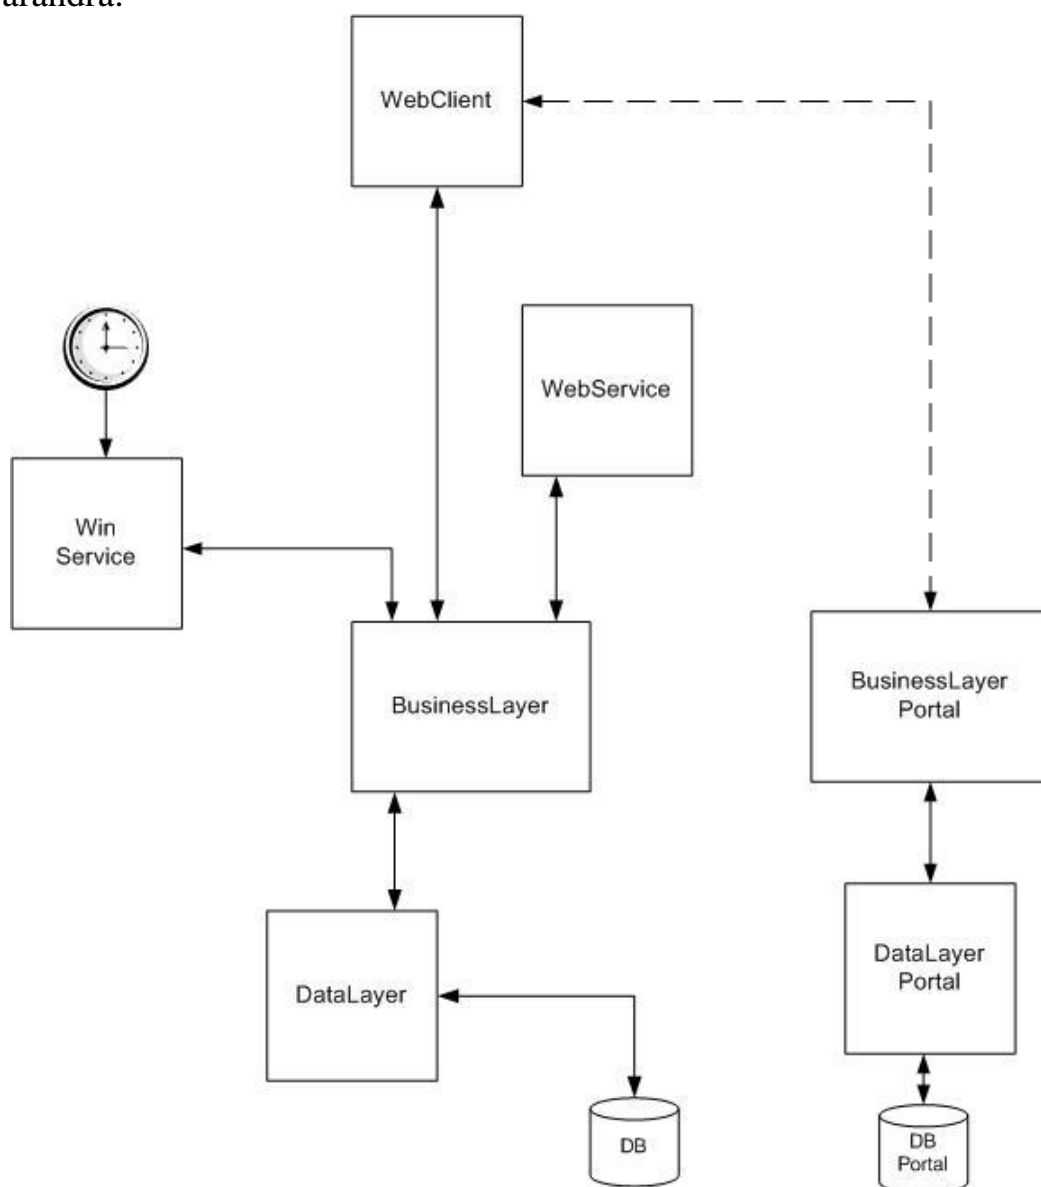 WebClient
WebService
Win
Service
BusinessLayer
BusinessLayer
Portal
DataLayer
DataLayer
Portal
DB
DB
Portal